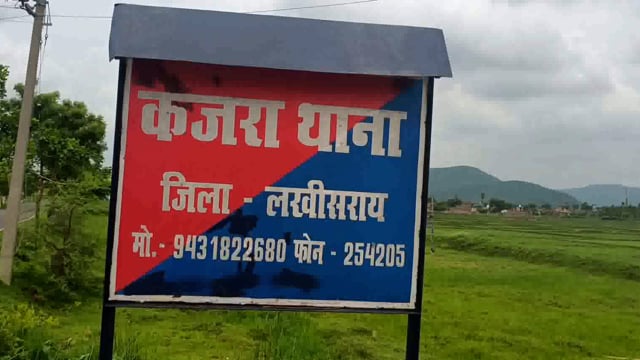 कजरा थाना
जिला - लखीसराय
मो.- 9431822680 फोन - 254205